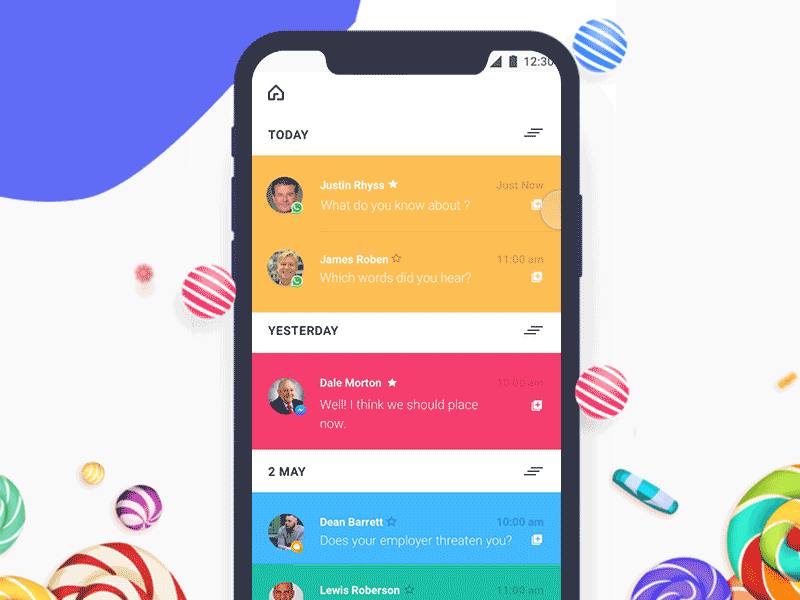 12:30
TODAY
Justin Rhyss Just Now
What do you know about ?
James Roben 11:00 am
Which words did you hear?
YESTERDAY
Dale Morton 10:00 am
Well! I think we should place
now.
2 MAY
Dean Barrett 10:00 am
Does your employer threaten you?
Lewis Roberson 11:00 am